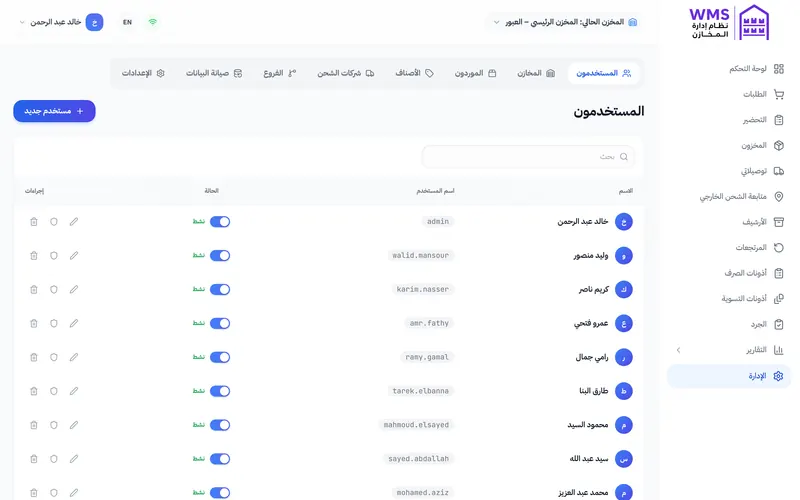 WMS
نظام إدارة
المخازن
لوحة التحكم
الطلبات
التحضير
المخزون
توصيلاتي
متابعة الشحن الخارجي
الأرشيف
المرتجعات
أذونات الصرف
أذونات التسوية
الجرد
التقارير
الإدارة
المخزن الحالي: المخزن الرئيسي – العبور
EN
خ
خالد عبد الرحمن
المستخدمون
المخازن
الموردون
الأصناف
شركات الشحن
الفروع
صيانة البيانات
الإعدادات
المستخدمون
مستخدم جديد
بحث
الاسم اسم المستخدم الحالة إجراءات
خ خالد عبد الرحمن admin نشط
و وليد منصور walid.mansour نشط
ك كريم ناصر karim.nasser نشط
ع عمرو فتحي amr.fathy نشط
ر رامي جمال ramy.gamal نشط
ط طارق البنا tarek.elbanna نشط
م محمود السيد mahmoud.elsayed نشط
س سيد عبد الله sayed.abdallah نشط
م محمد عبد العزيز mohamed.aziz نشط